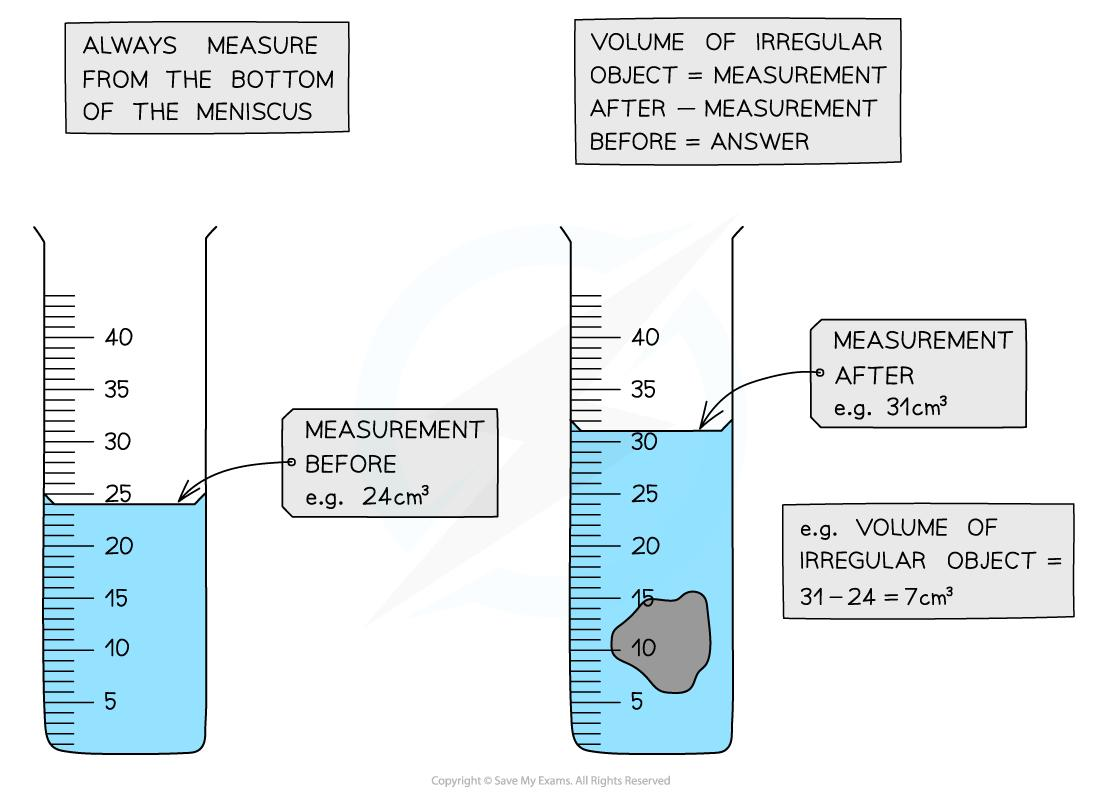 ALWAYS MEASURE
FROM THE BOTTOM
OF THE MENISCUS
VOLUME OF IRREGULAR
OBJECT = MEASUREMENT
AFTER – MEASUREMENT
BEFORE = ANSWER
40
35
30
25
20
15
10
5
MEASUREMENT
BEFORE
e.g. 24cm³
40
35
30
25
20
15
10
5
MEASUREMENT
AFTER
e.g. 31cm³
e.g. VOLUME OF
IRREGULAR OBJECT =
31 – 24 = 7cm³
Copyright © Save My Exams. All Rights Reserved